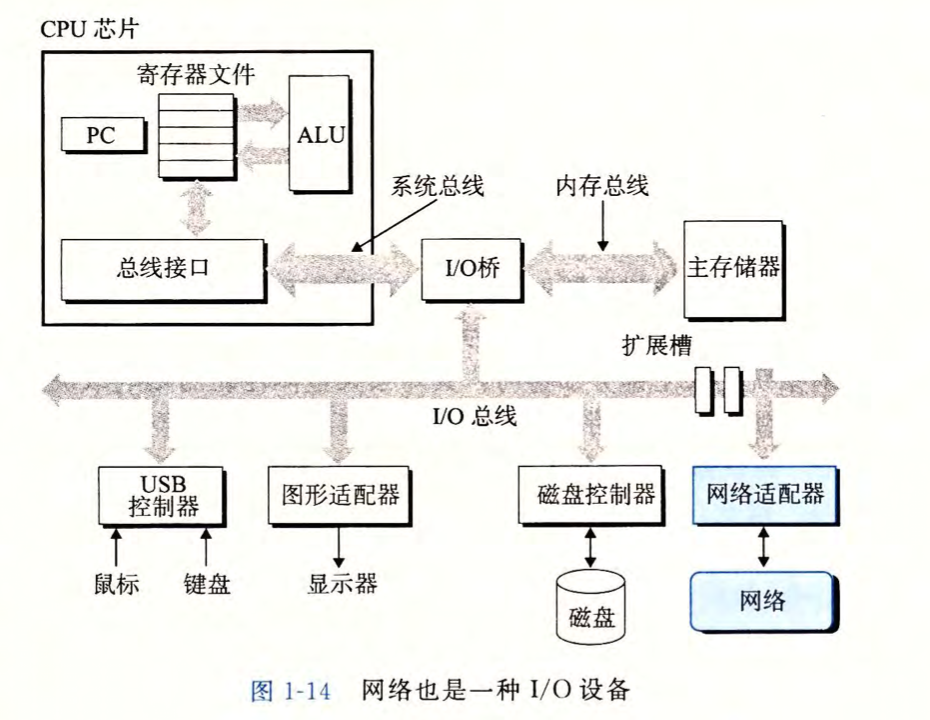 CPU 芯片
寄存器文件
PC
ALU
系统总线
内存总线
总线接口
I/O桥
主存储器
扩展槽
I/O 总线
USB
控制器
图形适配器
磁盘控制器
网络适配器
鼠标
键盘
显示器
磁盘
网络
图 1-14 网络也是一种 I/O 设备